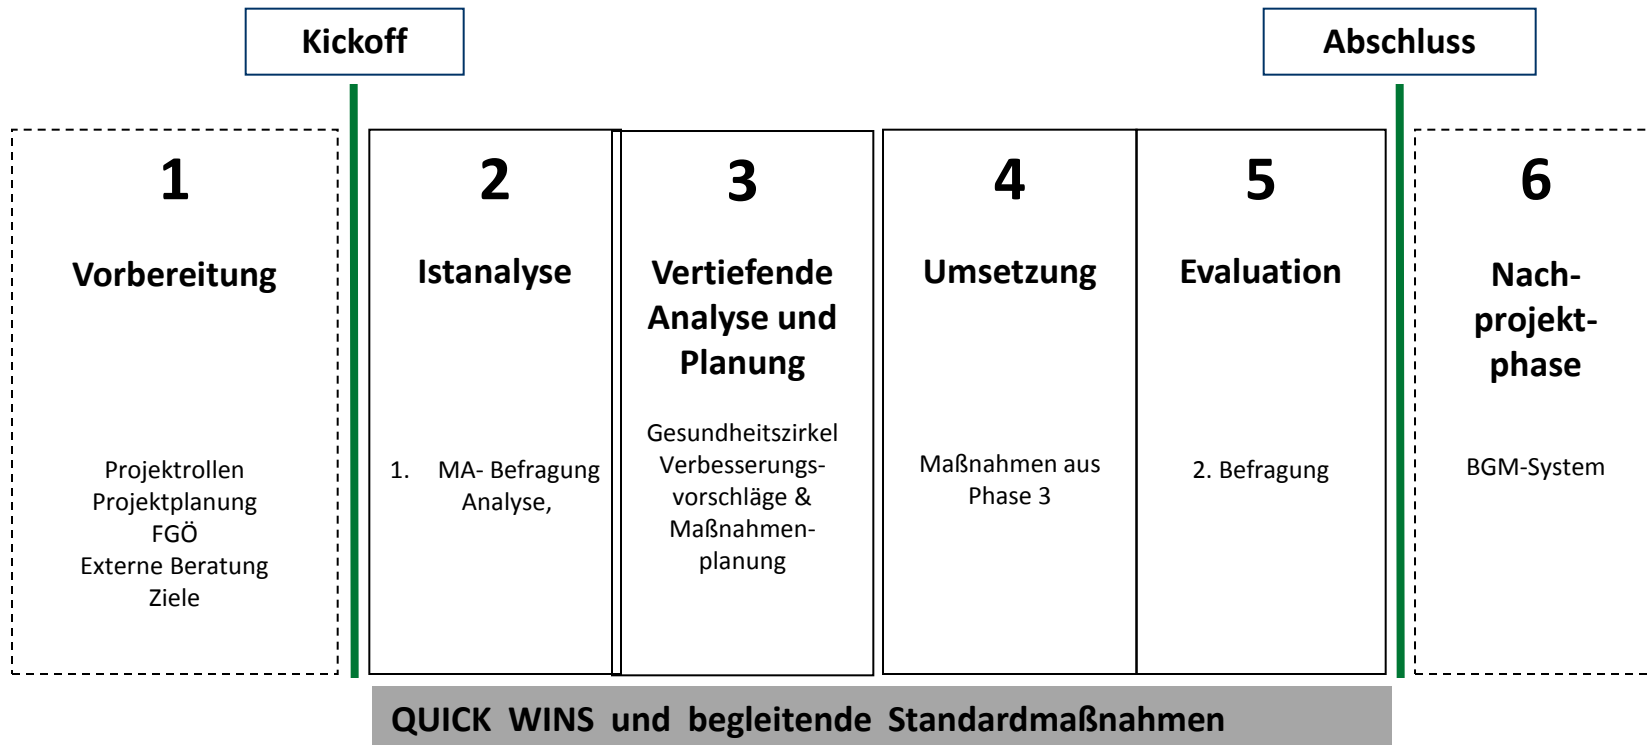 Kickoff
Abschluss
1
Vorbereitung
Projektrollen
Projektplanung
FGÖ
Externe Beratung
Ziele
2
Istanalyse
1. MA- Befragung
Analyse,
3
Vertiefende
Analyse und
Planung
Gesundheitszirkel
Verbesserungs-
vorschläge &
Maßnahmen-
planung
4
Umsetzung
Maßnahmen aus
Phase 3
5
Evaluation
2. Befragung
6
Nach-
projekt-
phase
BGM-System
QUICK WINS und begleitende Standardmaßnahmen